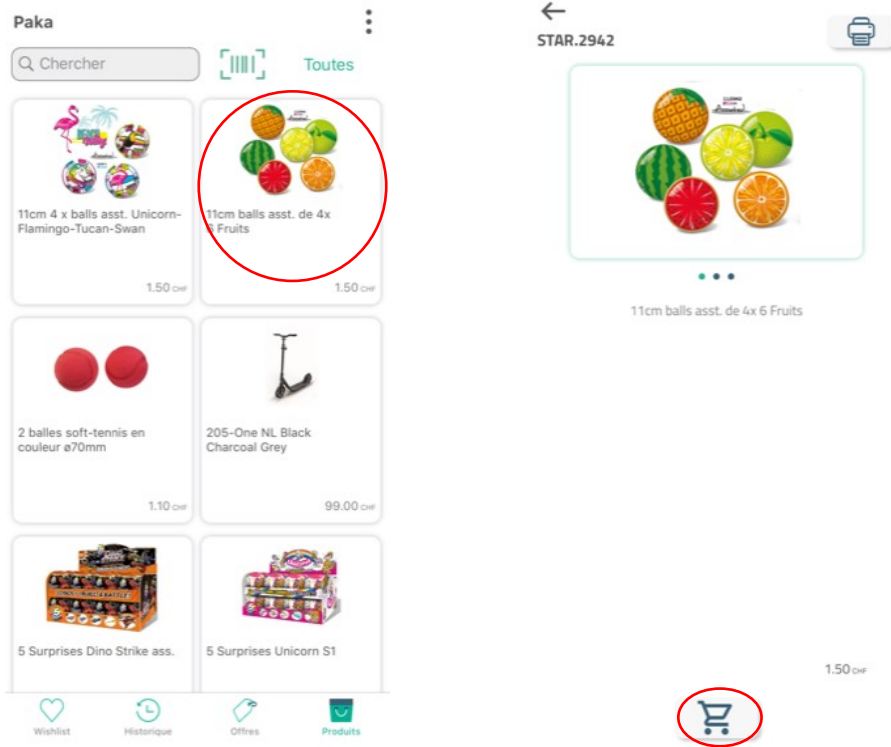 Paka
Chercher
Toutes
11cm 4 x balls asst. Unicorn-
Flamingo-Tucan-Swan
1.50 CHF
11cm balls asst. de 4x
6 Fruits
1.50 CHF
2 balles soft-tennis en
couleur ø70mm
1.10 CHF
205-One NL Black
Charcoal Grey
99.00 CHF
5 Surprises Dino Strike ass.
5 Surprises Unicorn S1
Wishlist
Historique
Offres
Produits
STAR.2942
11cm balls asst. de 4x 6 Fruits
1.50 CHF